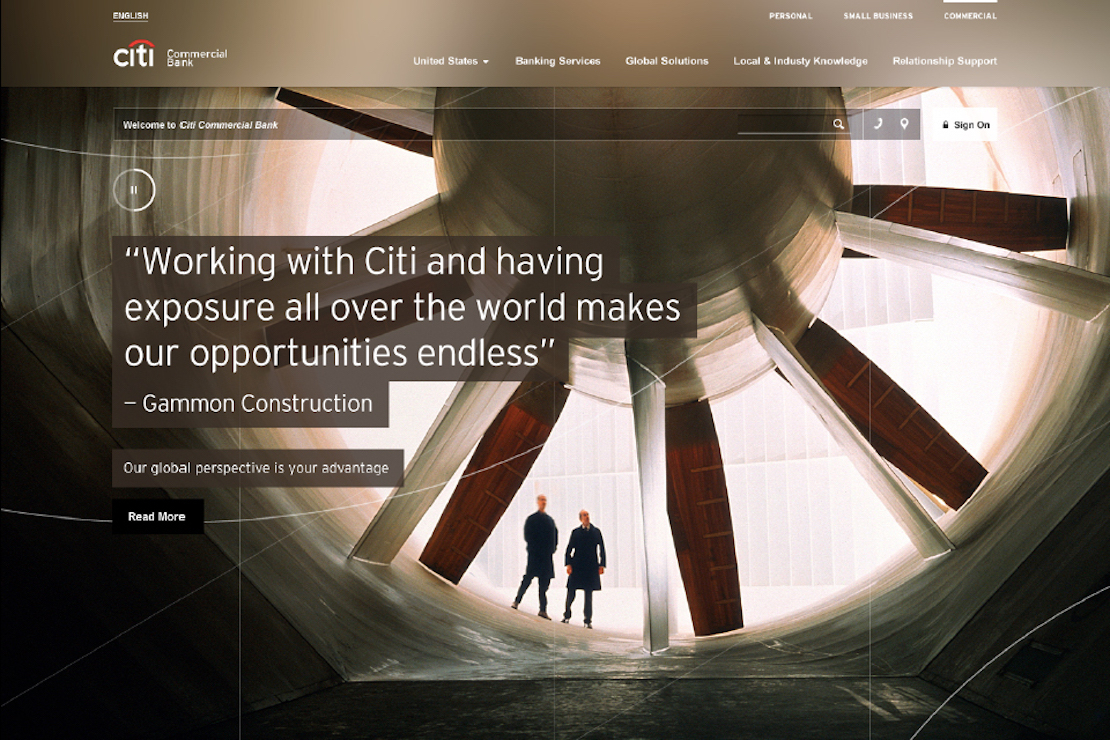 ENGLISH
PERSONAL SMALL BUSINESS COMMERCIAL
citi Commercial
Bank
United States Banking Services Global Solutions Local & Industy Knowledge Relationship Support
Welcome to Citi Commercial Bank
Sign On
“Working with Citi and having
exposure all over the world makes
our opportunities endless”
– Gammon Construction
Our global perspective is your advantage
Read More